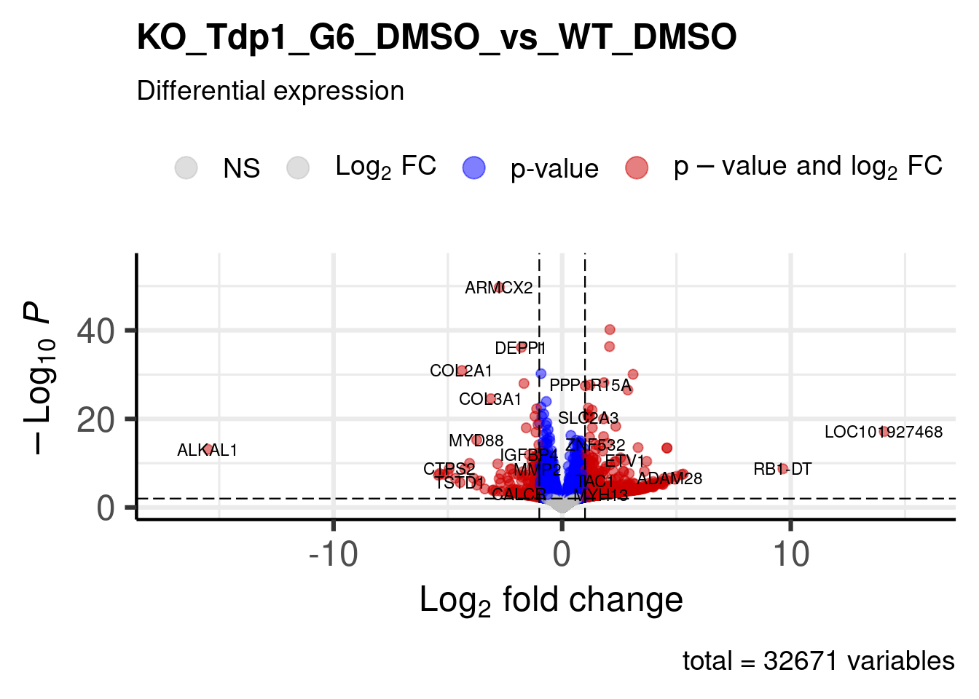 KO_Tdp1_G6_DMSO_vs_WT_DMSO
Differential expression
NS Log₂ FC p-value p − value and log₂ FC
− Log₁₀ P
40
20
0
ARMCX2
DEPP1
COL2A1
PPP1R15A
COL3A1
SLC2A3
LOC101927468
MYD88
ZNF532
ALKAL1
IGFBP4
ETV1
CTPS2
MMP2
RB1-DT
TSTD1
TAC1
ADAM28
CALCR
MYH13
-10 0 10
Log₂ fold change
total = 32671 variables